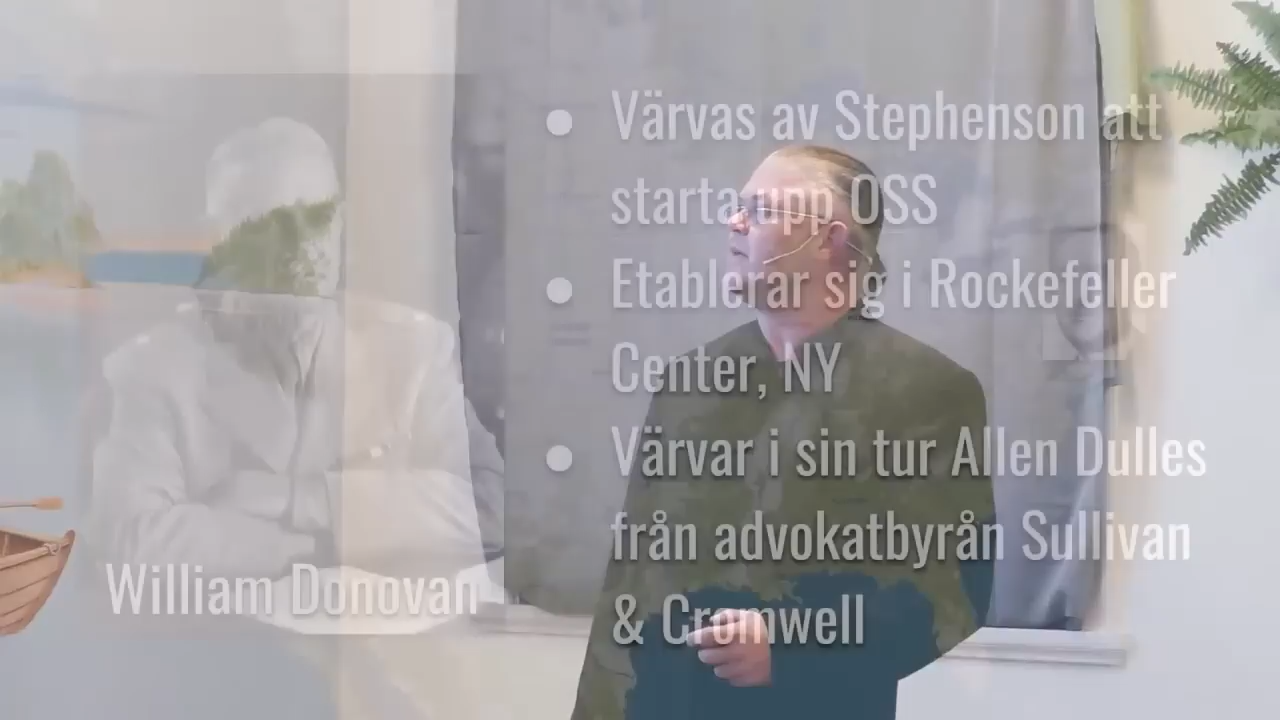 Värvas av Stephenson att
starta upp OSS
Etablerar sig i Rockefeller
Center, NY
Värvar i sin tur Allen Dulles
från advokatbyrån Sullivan
& Cromwell
William Donovan